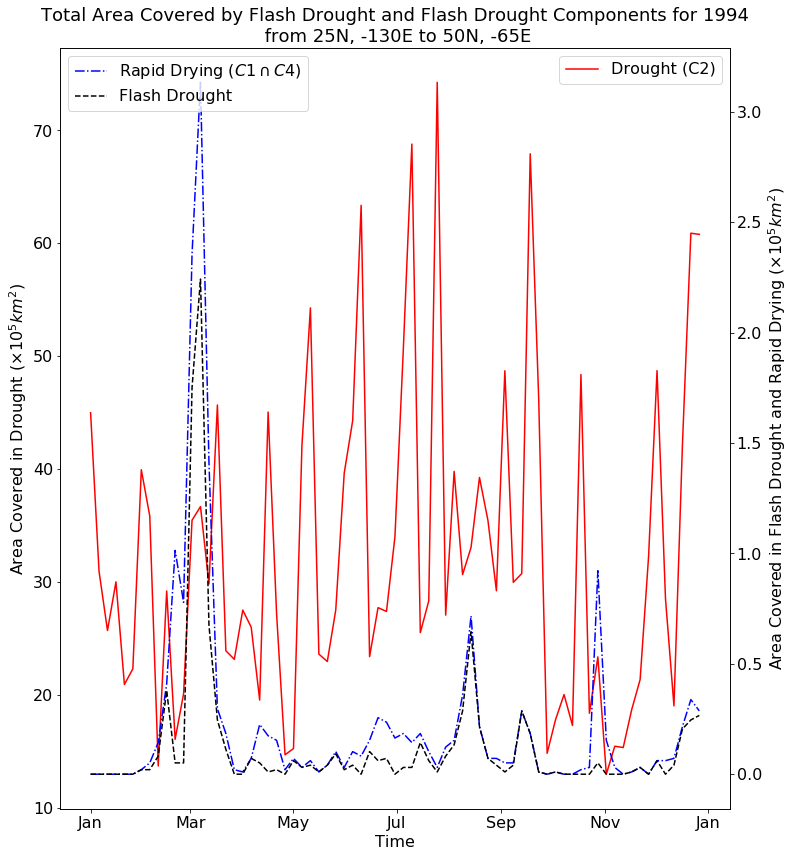 Total Area Covered by Flash Drought and Flash Drought Components for 1994
from 25N, -130E to 50N, -65E
Rapid Drying (C1 ∩ C4)
Flash Drought
Drought (C2)
Area Covered in Drought (×10⁵km²)
70
60
50
40
30
20
10
Area Covered in Flash Drought and Rapid Drying (×10⁵km²)
3.0
2.5
2.0
1.5
1.0
0.5
0.0
Jan Mar May Jul Sep Nov Jan
Time